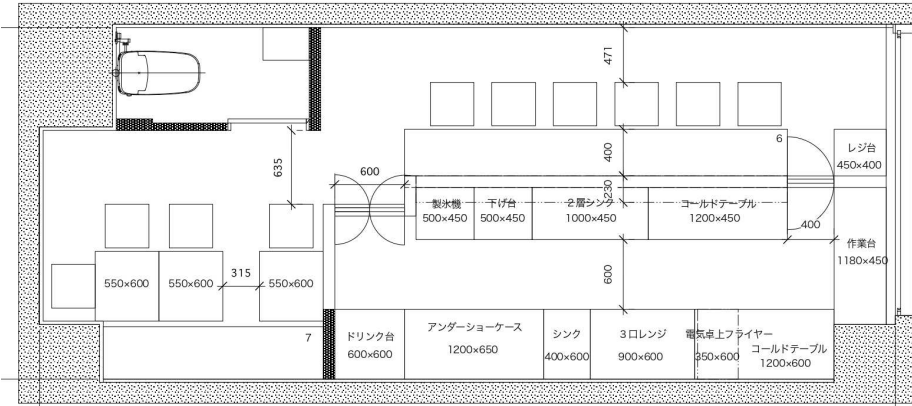 471
6
400
レジ台
450×400
635
600
230
製氷機
500×450
下げ台
500×450
2層シンク
1000×450
コールドテーブル
1200×450
400
作業台
1180×450
550×600
550×600
315
550×600
600
7
ドリンク台
600×600
アンダーショーケース
1200×650
シンク
400×600
3口レンジ
900×600
電気卓上フライヤー
350×600
コールドテーブル
1200×600